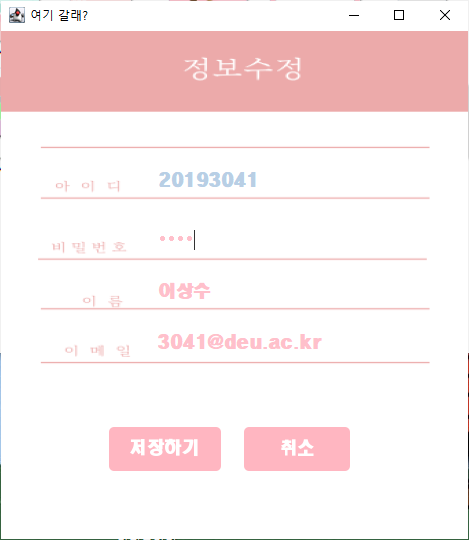 여기 갈래?
정보수정
아 이 디 20193041
비밀번호 ••••
이 름 이상수
이 메 일 3041@deu.ac.kr
저장하기 취소